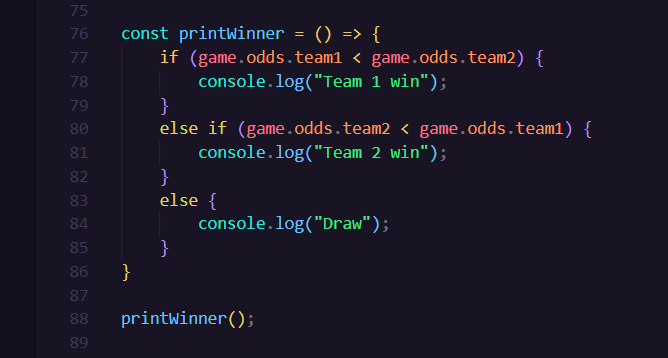 75
76 const printWinner = () => {
77 if (game.odds.team1 < game.odds.team2) {
78 console.log("Team 1 win");
79 }
80 else if (game.odds.team2 < game.odds.team1) {
81 console.log("Team 2 win");
82 }
83 else {
84 console.log("Draw");
85 }
86 }
87
88 printWinner();
89